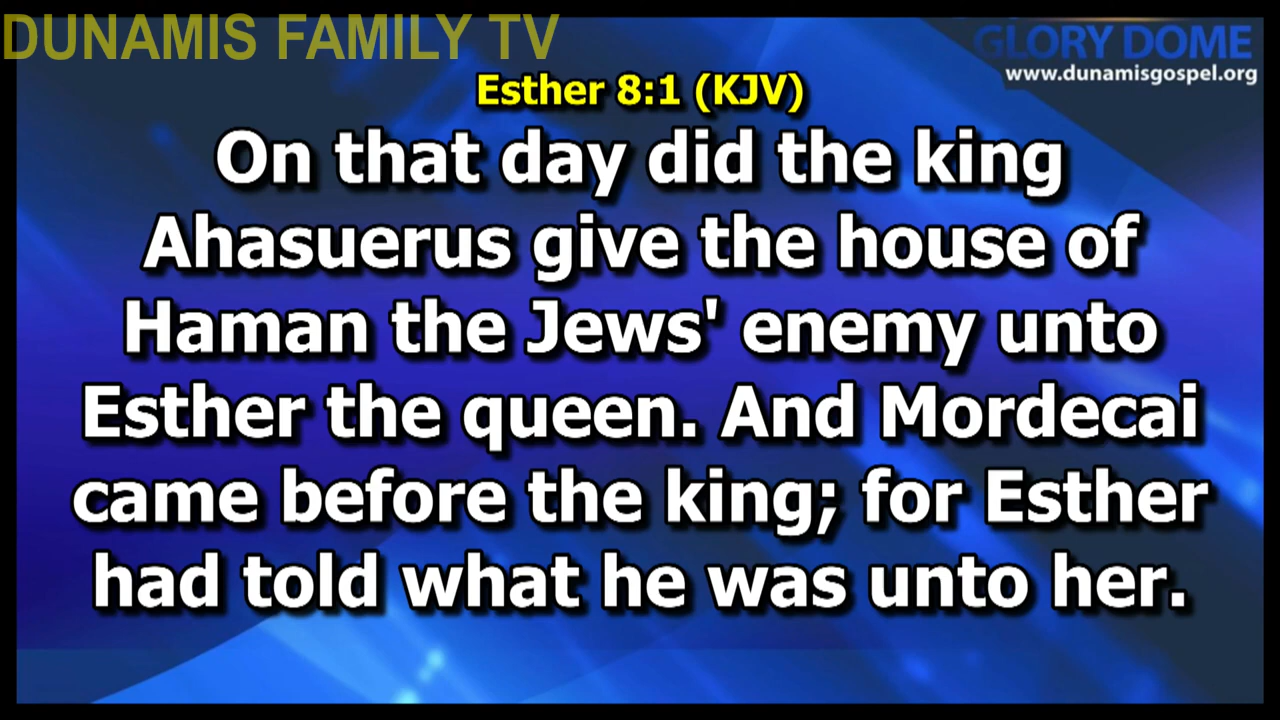 DUNAMIS FAMILY TV
GLORY DOME
www.dunamisgospel.org
Esther 8:1 (KJV)
On that day did the king
Ahasuerus give the house of
Haman the Jews' enemy unto
Esther the queen. And Mordecai
came before the king; for Esther
had told what he was unto her.